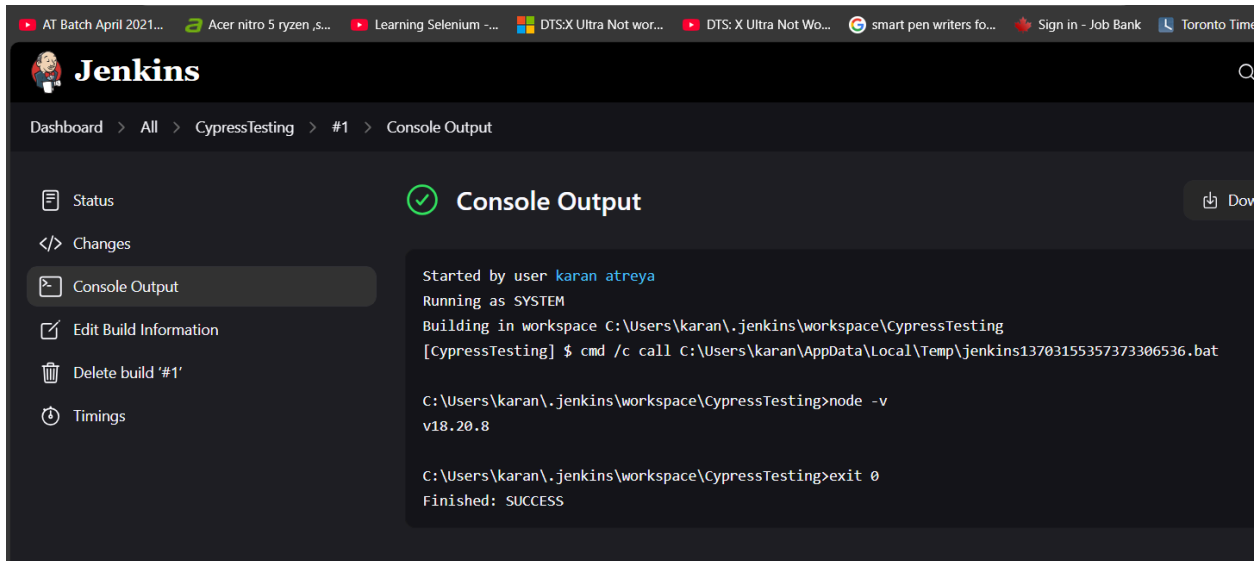 AT Batch April 2021... Acer nitro 5 ryzen ,s... Learning Selenium -... DTS:X Ultra Not wor... DTS: X Ultra Not Wo... smart pen writers fo... Sign in - Job Bank Toronto Time
Jenkins
Dashboard > All > CypressTesting > #1 > Console Output
Status
Changes
Console Output
Edit Build Information
Delete build ‘#1’
Timings
Console Output
Dow
Started by user karan atreya
Running as SYSTEM
Building in workspace C:\Users\karan\.jenkins\workspace\CypressTesting
[CypressTesting] $ cmd /c call C:\Users\karan\AppData\Local\Temp\jenkins13703155357373306536.bat
C:\Users\karan\.jenkins\workspace\CypressTesting>node -v
v18.20.8
C:\Users\karan\.jenkins\workspace\CypressTesting>exit 0
Finished: SUCCESS